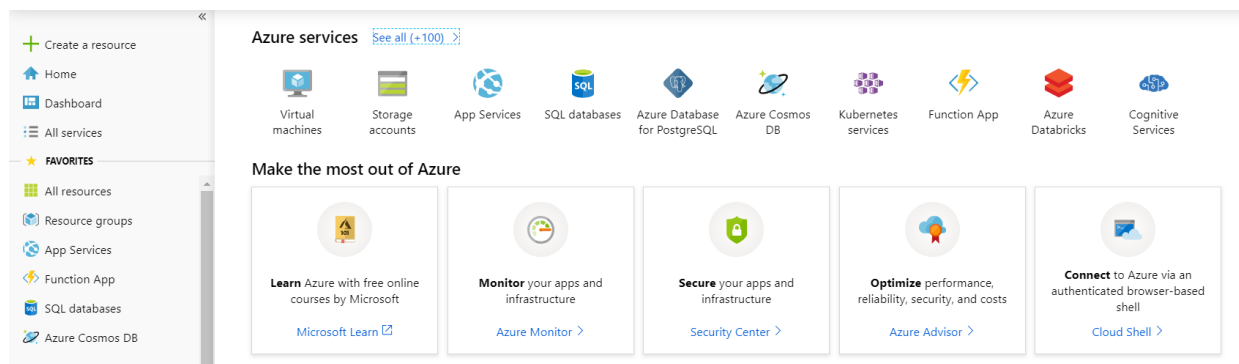 «
Create a resource
Home
Dashboard
All services
FAVORITES
All resources
Resource groups
App Services
Function App
SQL databases
Azure Cosmos DB
Azure services See all (+100) >
Virtual
machines
Storage
accounts
App Services
SQL
SQL databases
Azure Database
for PostgreSQL
Azure Cosmos
DB
Kubernetes
services
Function App
Azure
Databricks
Cognitive
Services
Make the most out of Azure
101
Learn Azure with free online
courses by Microsoft
Microsoft Learn
Monitor your apps and
infrastructure
Azure Monitor >
Secure your apps and
infrastructure
Security Center >
Optimize performance,
reliability, security, and costs
Azure Advisor >
Connect to Azure via an
authenticated browser-based
shell
Cloud Shell >